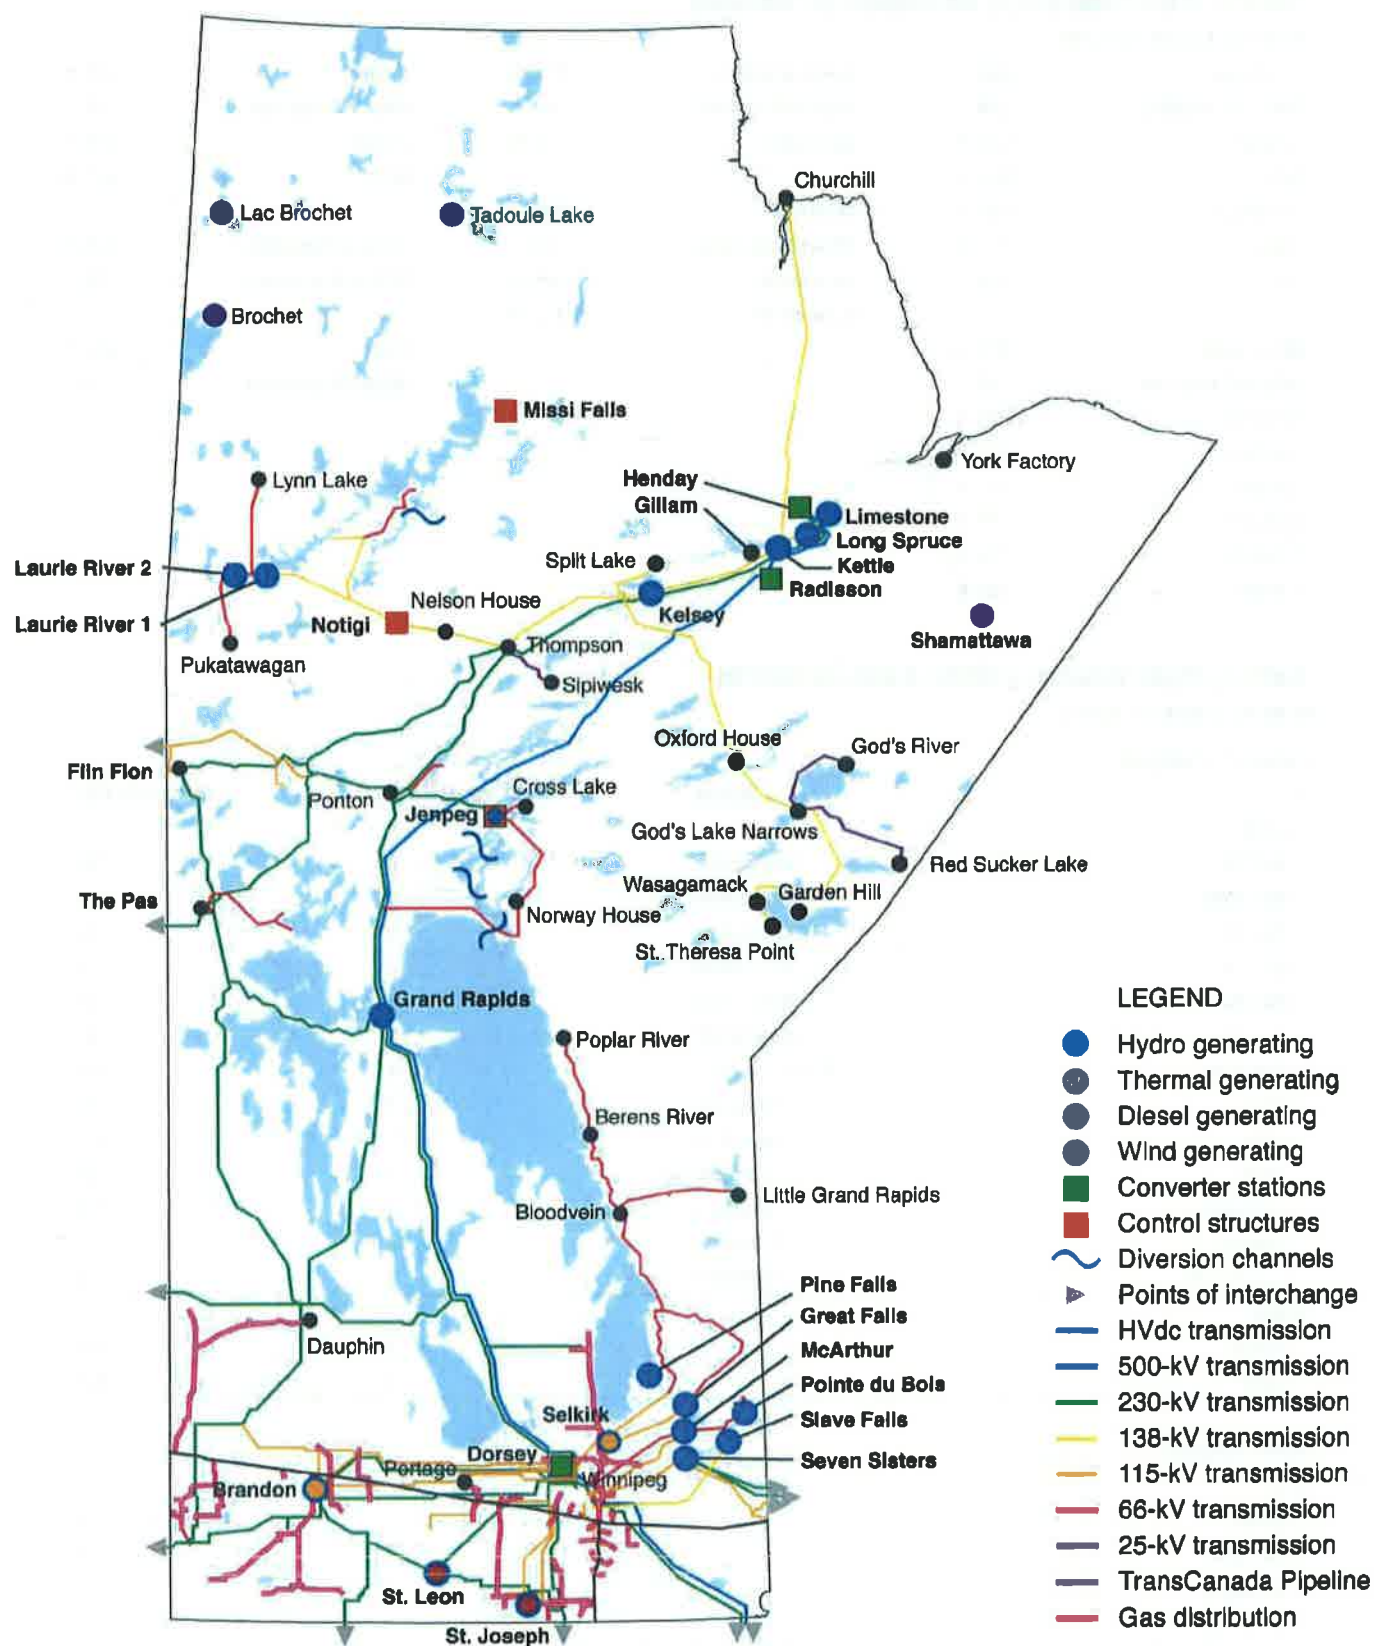 Churchill
Lac Brochet
Tadoule Lake
Brochet
Missi Falls
York Factory
Lynn Lake
Henday
Gillam
Limestone
Long Spruce
Split Lake
Kettle
Radisson
Laurie River 2
Nelson House
Kelsey
Laurie River 1
Notigi
Shamattawa
Thompson
Pukatawagan
Sipiwesk
Oxford House
God's River
Flin Flon
Cross Lake
Ponton
Jenpeg
God's Lake Narrows
Red Sucker Lake
Wasagamack
Garden Hill
The Pas
Norway House
St. Theresa Point
Grand Rapids
Poplar River
Berens River
Little Grand Rapids
Bloodvein
Pine Falls
Great Falls
Dauphin
McArthur
Pointe du Bois
Selkirk
Slave Falls
Dorsey
Seven Sisters
Portage
Winnipeg
Brandon
St. Leon
St. Joseph
LEGEND
Hydro generating
Thermal generating
Diesel generating
Wind generating
Converter stations
Control structures
Diversion channels
Points of interchange
HVdc transmission
500-kV transmission
230-kV transmission
138-kV transmission
115-kV transmission
66-kV transmission
25-kV transmission
TransCanada Pipeline
Gas distribution